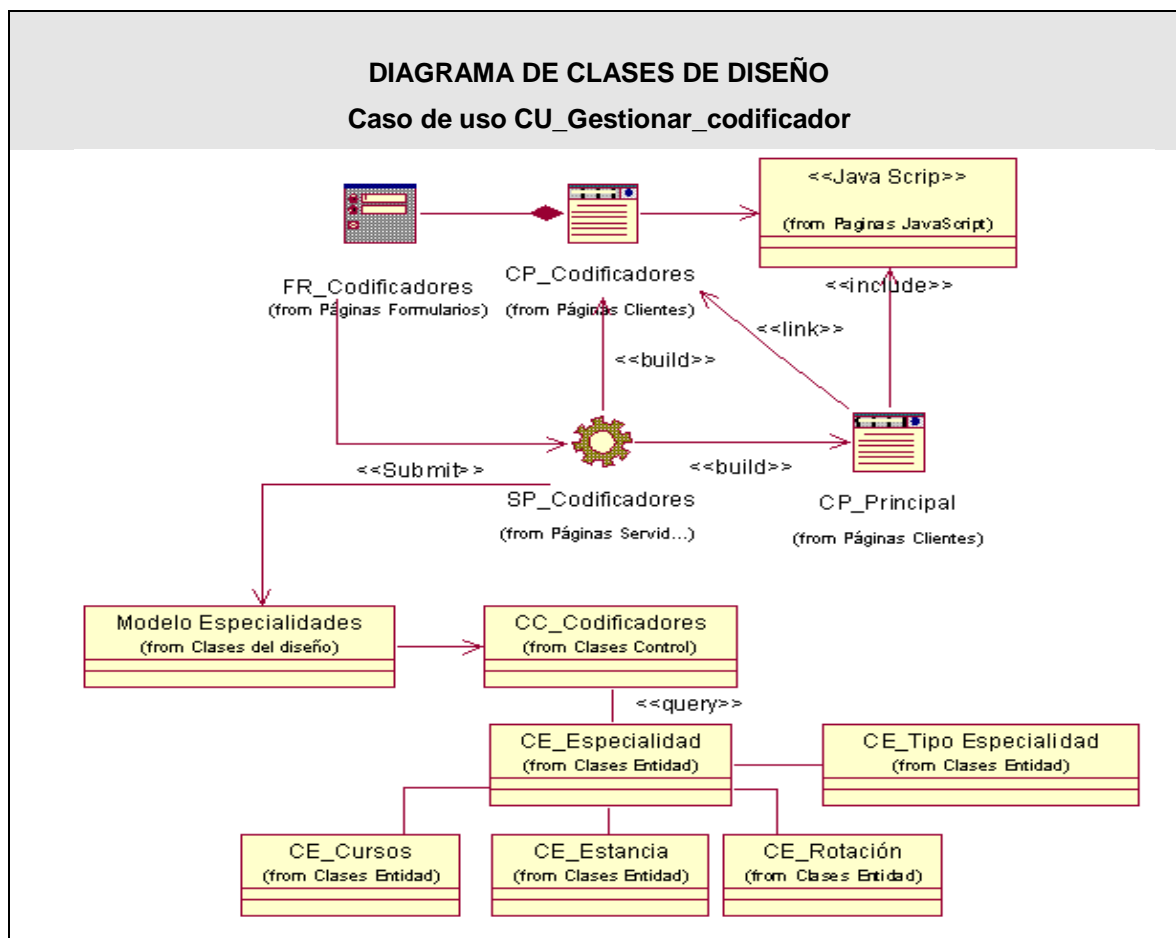 DIAGRAMA DE CLASES DE DISEÑO
Caso de uso CU_Gestionar_codificador
<<Java Scrip>>
(from Paginas JavaScript)
FR_Codificadores
(from Páginas Formularios)
CP_Codificadores
(from Páginas Clientes)
<<include>>
<<link>>
<<build>>
<<Submit>>
SP_Codificadores
(from Páginas Servid...)
<<build>>
CP_Principal
(from Páginas Clientes)
Modelo Especialidades
(from Clases del diseño)
CC_Codificadores
(from Clases Control)
<<query>>
CE_Especialidad
(from Clases Entidad)
CE_Tipo Especialidad
(from Clases Entidad)
CE_Cursos
(from Clases Entidad)
CE_Estancia
(from Clases Entidad)
CE_Rotación
(from Clases Entidad)